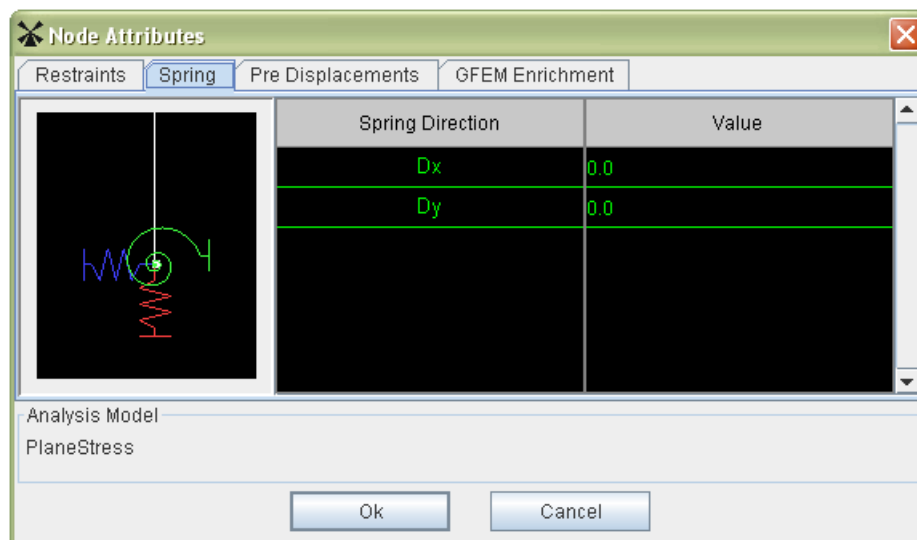 Node Attributes
Restraints Spring Pre Displacements GFEM Enrichment
Spring Direction Value
Dx 0.0
Dy 0.0
Analysis Model
PlaneStress
Ok Cancel